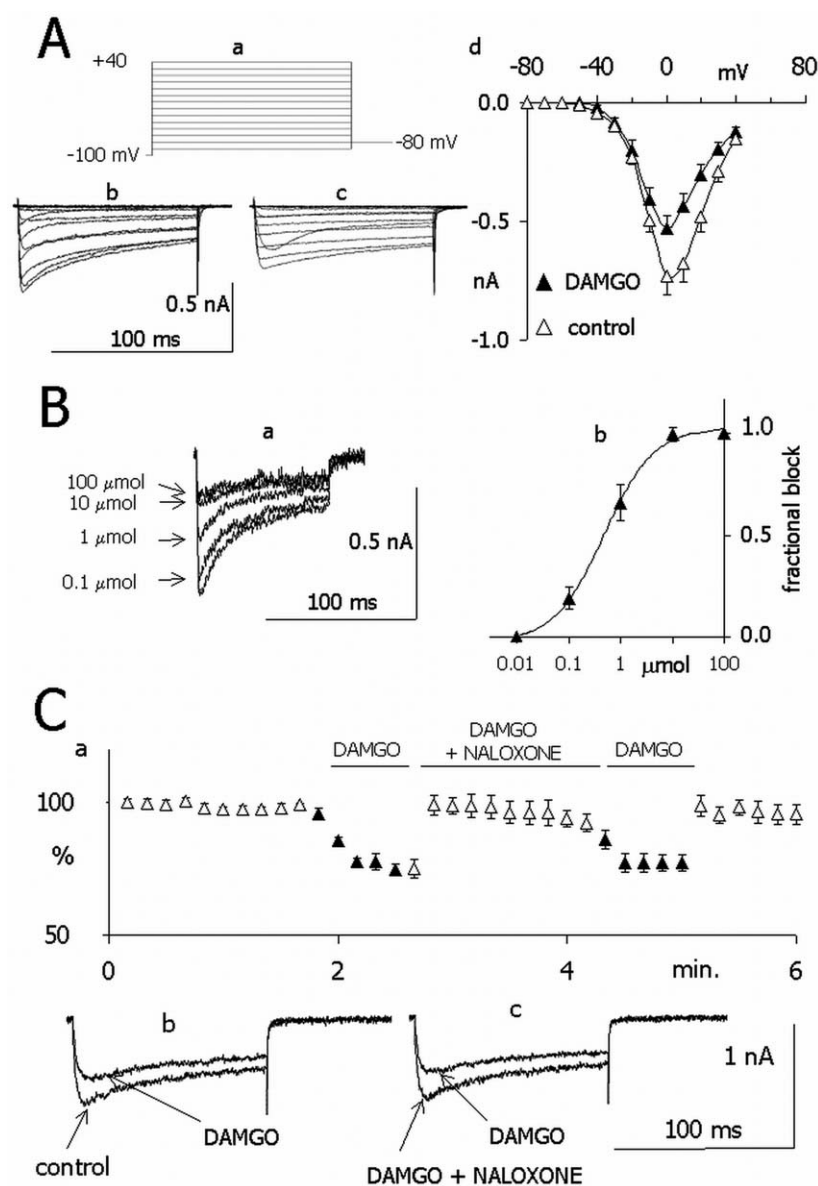 A
a
+40
-100 mV
-80 mV
b
c
0.5 nA
100 ms
d
-80 -40 0 mV 80
0.0
-0.5
nA
-1.0
DAMGO
control
B
a
100 μmol
10 μmol
1 μmol
0.1 μmol
0.5 nA
100 ms
b
1.0
0.5
0.0
fractional block
0.01 0.1 1 μmol 100
C
a
DAMGO
DAMGO
+ NALOXONE
DAMGO
100
%
50
0 2 4 min. 6
b
c
1 nA
DAMGO
control
DAMGO
DAMGO + NALOXONE
100 ms